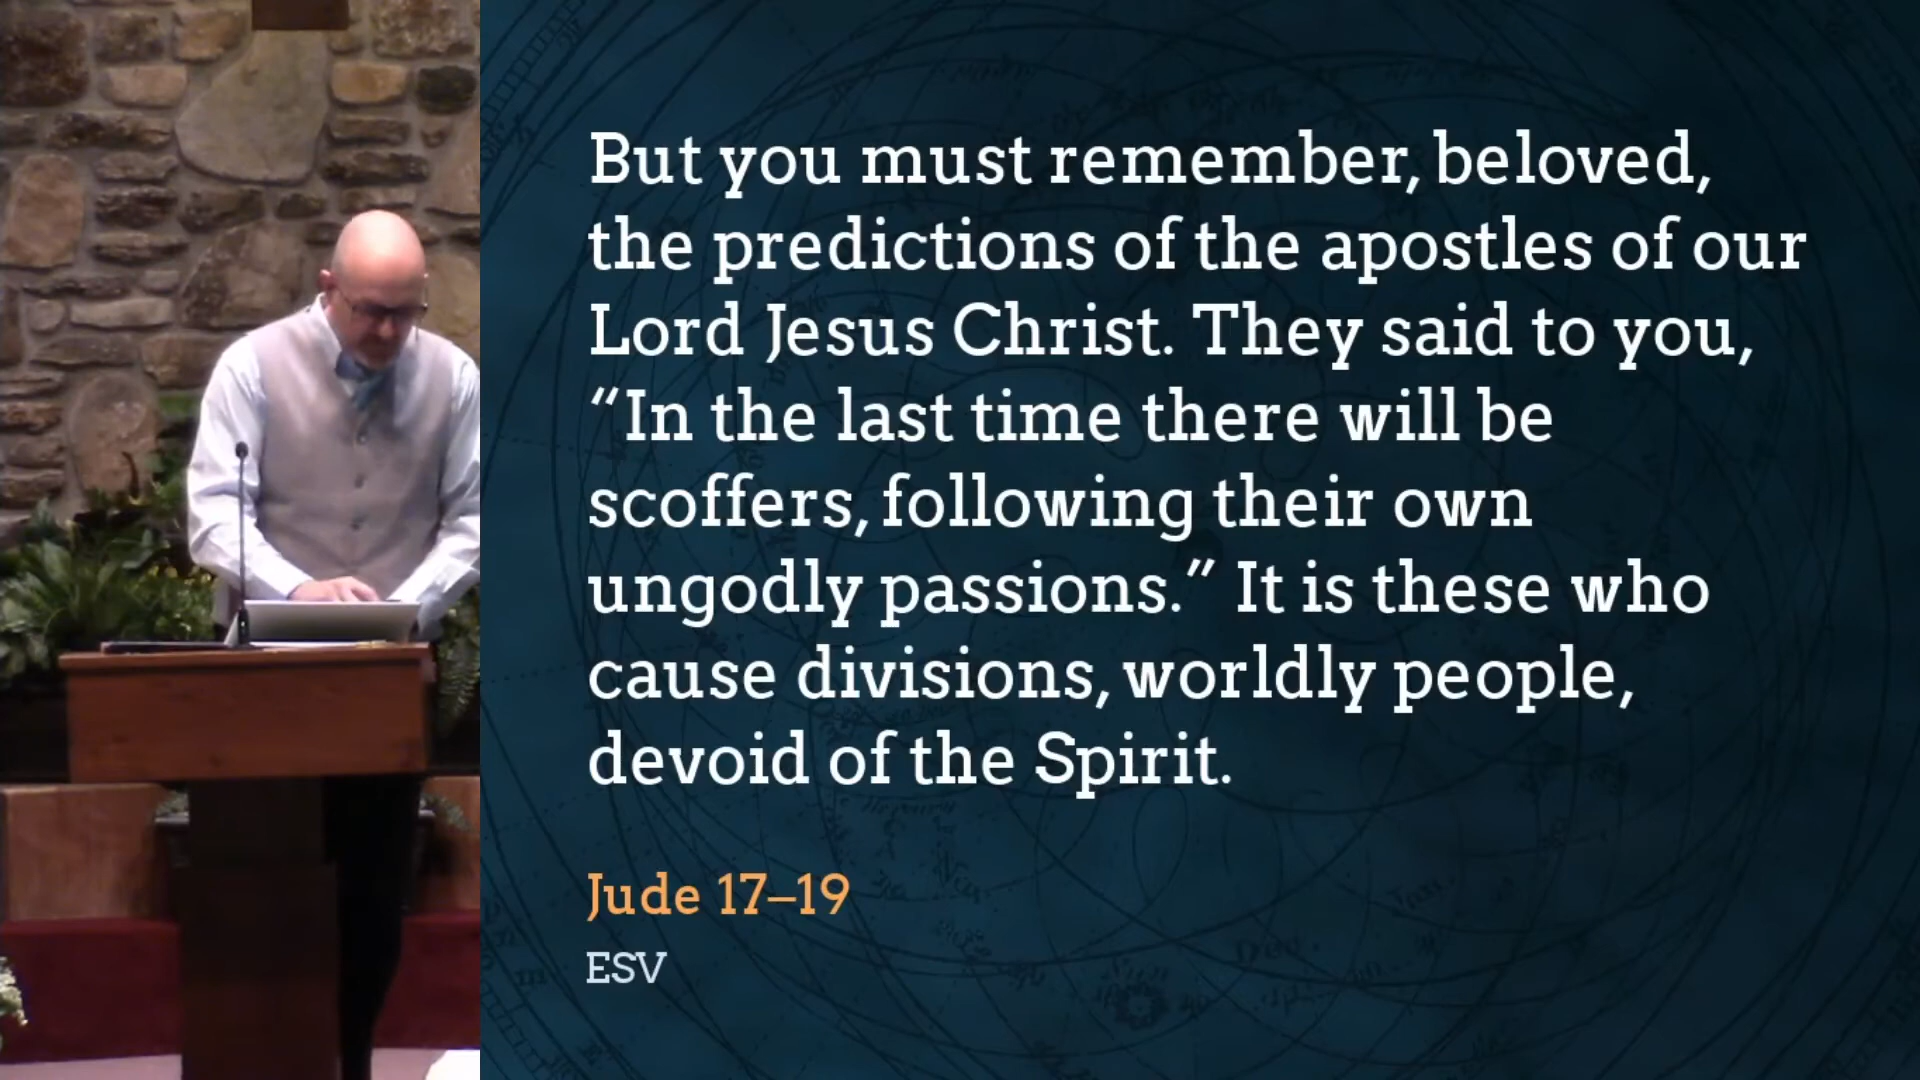 But you must remember, beloved,
the predictions of the apostles of our
Lord Jesus Christ. They said to you,
“In the last time there will be
scoffers, following their own
ungodly passions.” It is these who
cause divisions, worldly people,
devoid of the Spirit.
Jude 17–19
ESV